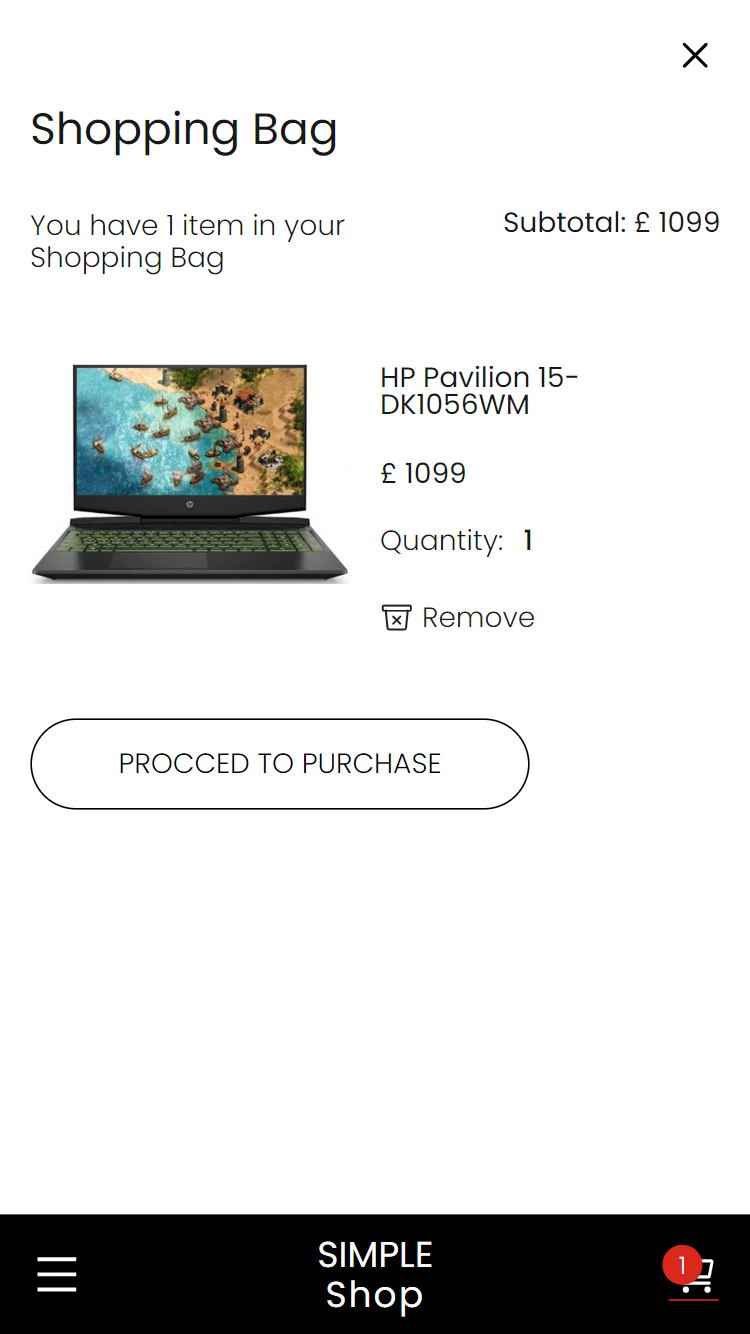 Shopping Bag
You have 1 item in your
Shopping Bag
Subtotal: £ 1099
HP Pavilion 15-
DK1056WM
£ 1099
Quantity: 1
Remove
PROCCED TO PURCHASE
SIMPLE
Shop
1